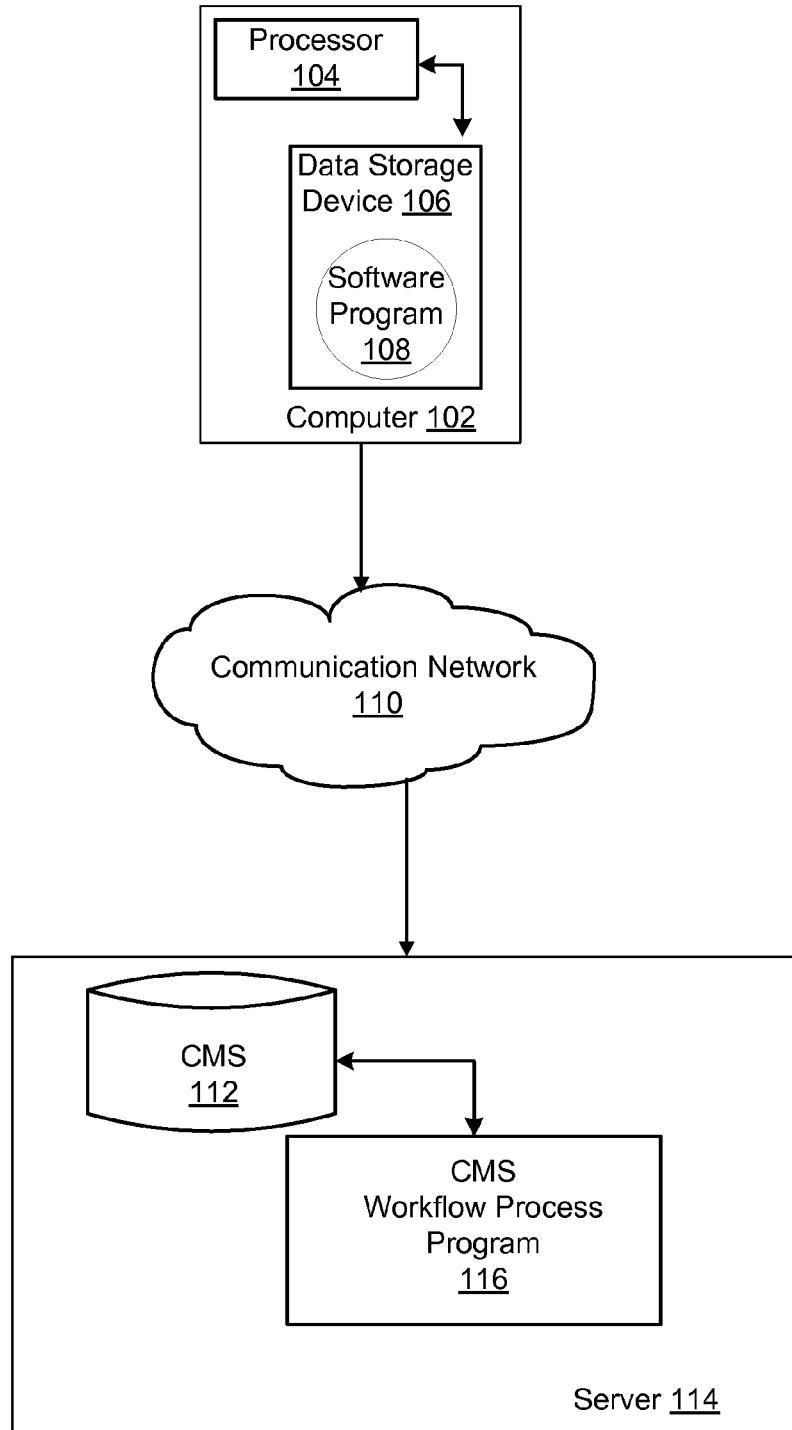 Processor
104
Data Storage
Device 106
Software
Program
108
Computer 102
Communication Network
110
CMS
112
CMS
Workflow Process
Program
116
Server 114